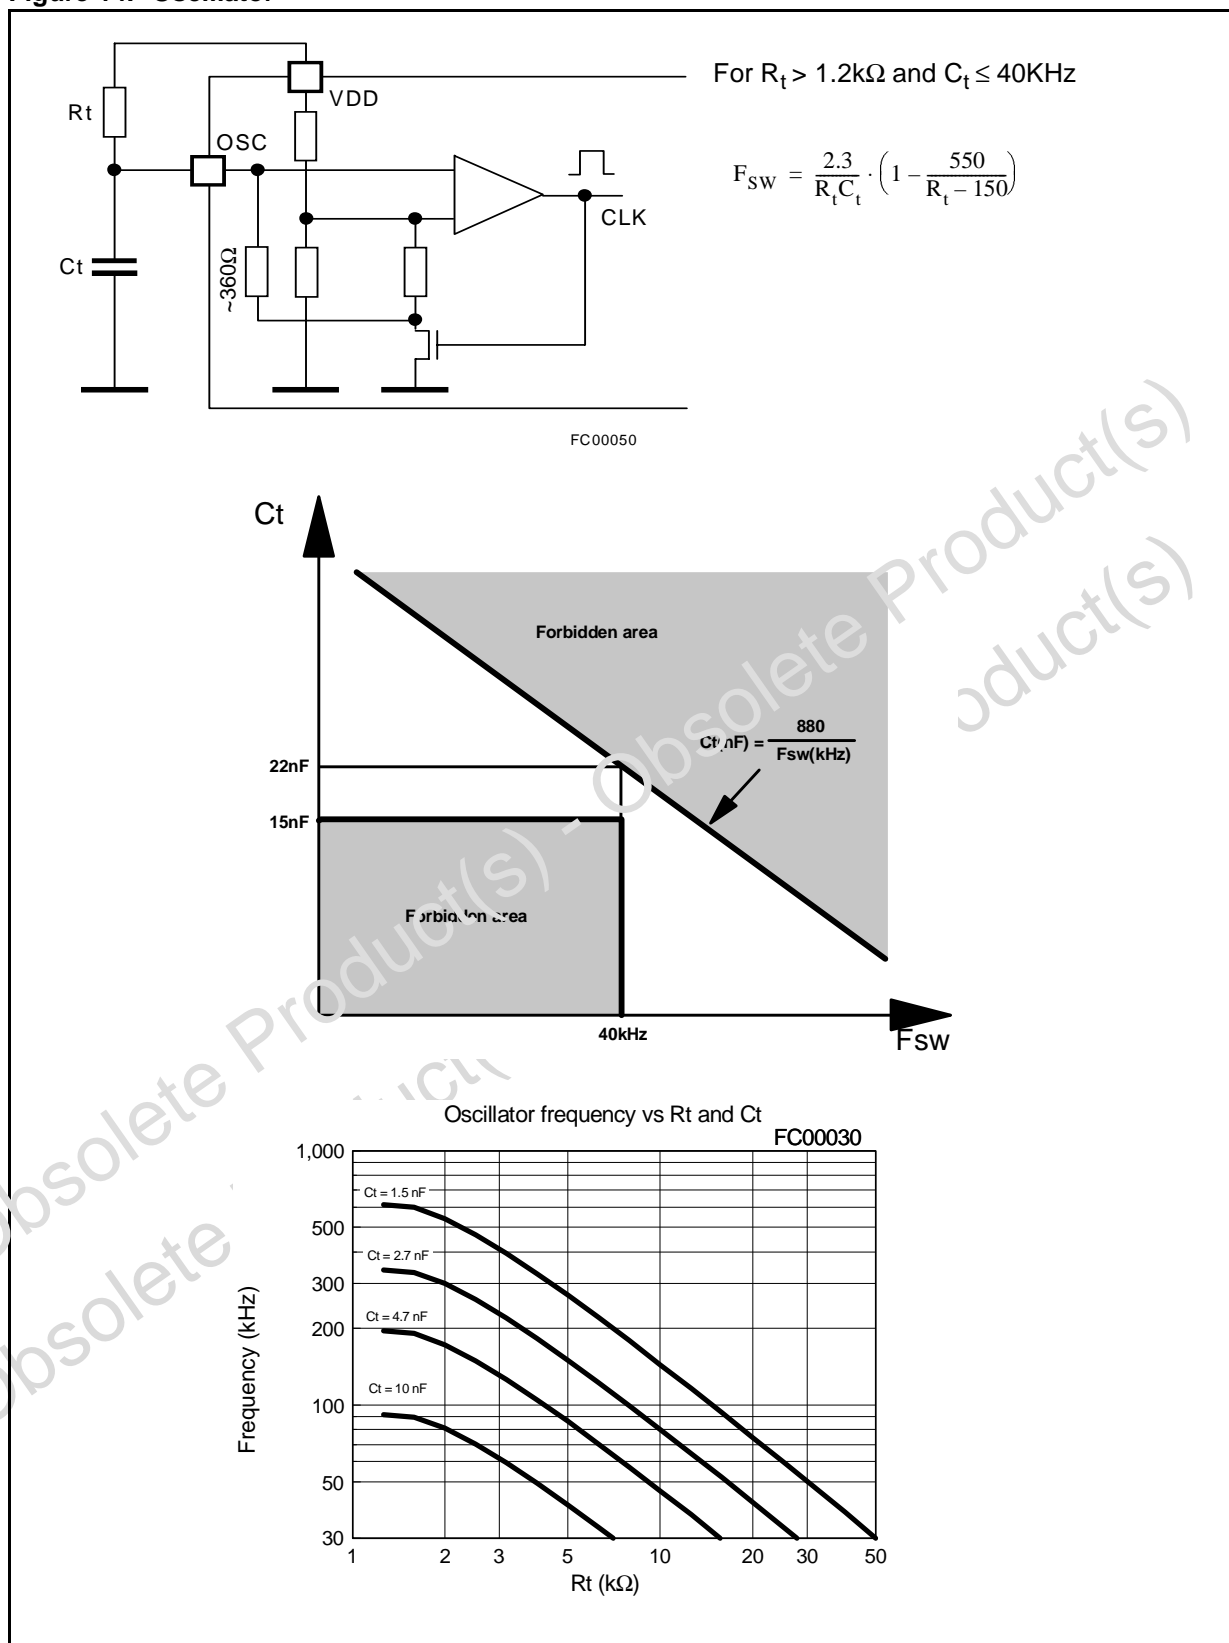 Figure 14. Oscillator
For Rt > 1.2kΩ and Ct ≤ 40KHz
FSW = 2.3 / RtCt · (1 − 550 / Rt − 150)
Rt
VDD
OSC
CLK
Ct
~360Ω
FC00050
Ct
Forbidden area
Ct(nF) = 880 / Fsw(kHz)
22nF
15nF
Forbidden area
40kHz
Fsw
Oscillator frequency vs Rt and Ct
FC00030
1,000
Ct = 1.5 nF
500
Ct = 2.7 nF
300
Ct = 4.7 nF
200
Ct = 10 nF
100
50
30
Frequency (kHz)
1 2 3 5 10 20 30 50
Rt (kΩ)
Obsolete Product(s) - Obsolete Product(s)